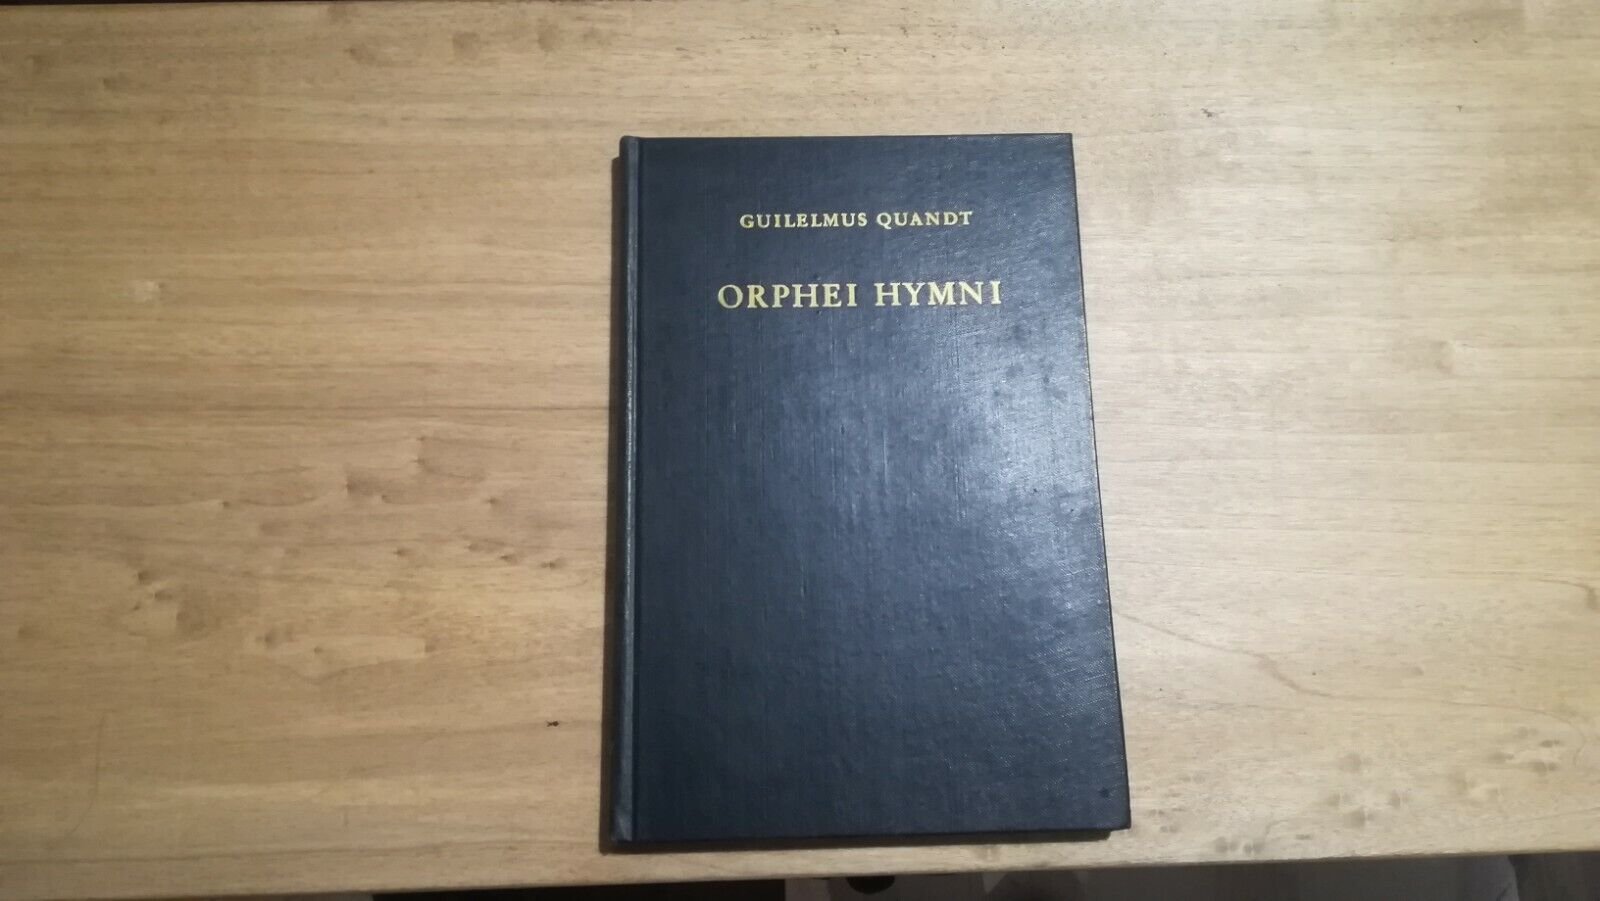 GUILELMUS QUANDT
ORPHEI HYMNI